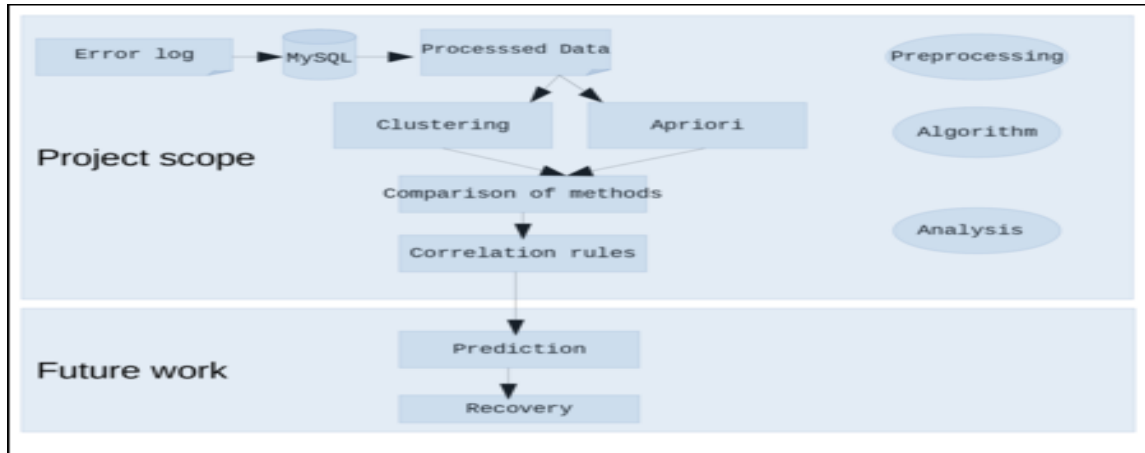 Error log
MySQL
Processsed Data
Preprocessing
Clustering
Apriori
Algorithm
Project scope
Comparison of methods
Analysis
Correlation rules
Prediction
Future work
Recovery